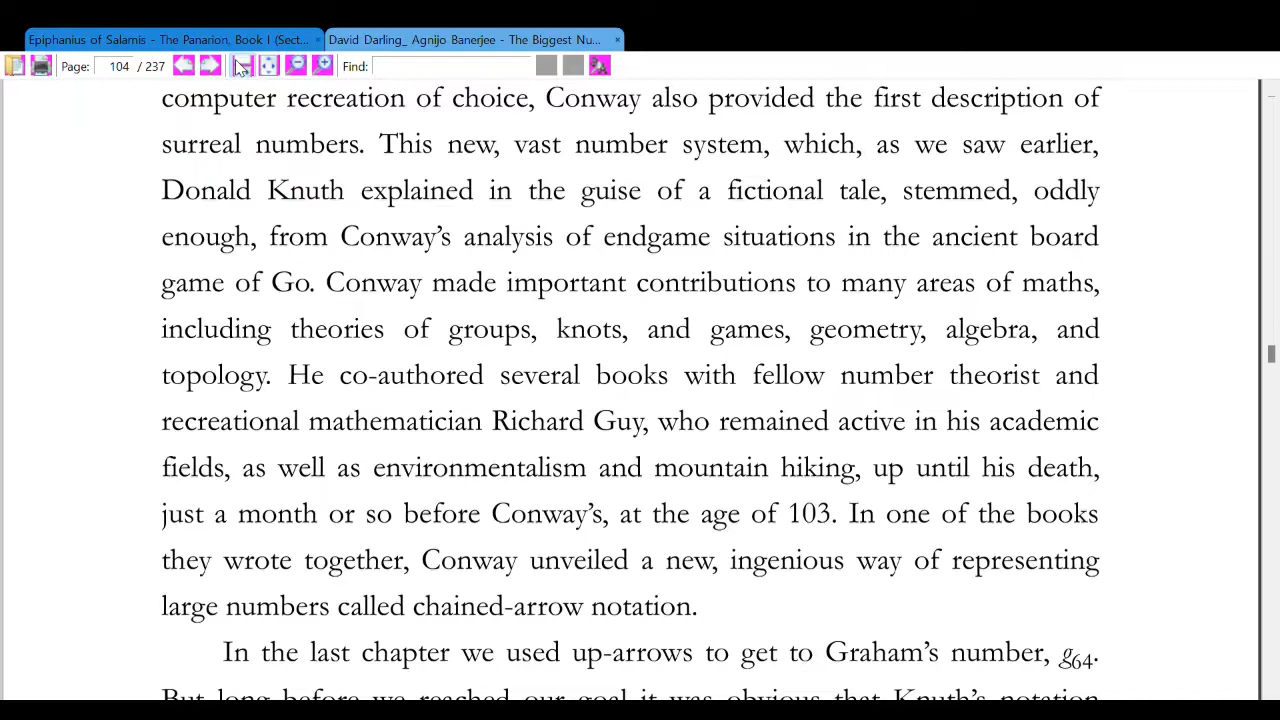 Epiphanius of Salamis - The Panarion, Book I (Sect... ×
David Darling_ Agnijo Banerjee - The Biggest Nu... ×
Page: 104 / 237 Find:
computer recreation of choice, Conway also provided the first description of
surreal numbers. This new, vast number system, which, as we saw earlier,
Donald Knuth explained in the guise of a fictional tale, stemmed, oddly
enough, from Conway’s analysis of endgame situations in the ancient board
game of Go. Conway made important contributions to many areas of maths,
including theories of groups, knots, and games, geometry, algebra, and
topology. He co-authored several books with fellow number theorist and
recreational mathematician Richard Guy, who remained active in his academic
fields, as well as environmentalism and mountain hiking, up until his death,
just a month or so before Conway’s, at the age of 103. In one of the books
they wrote together, Conway unveiled a new, ingenious way of representing
large numbers called chained-arrow notation.
In the last chapter we used up-arrows to get to Graham’s number, g64.
But long before we reached our goal it was obvious that Knuth’s notation